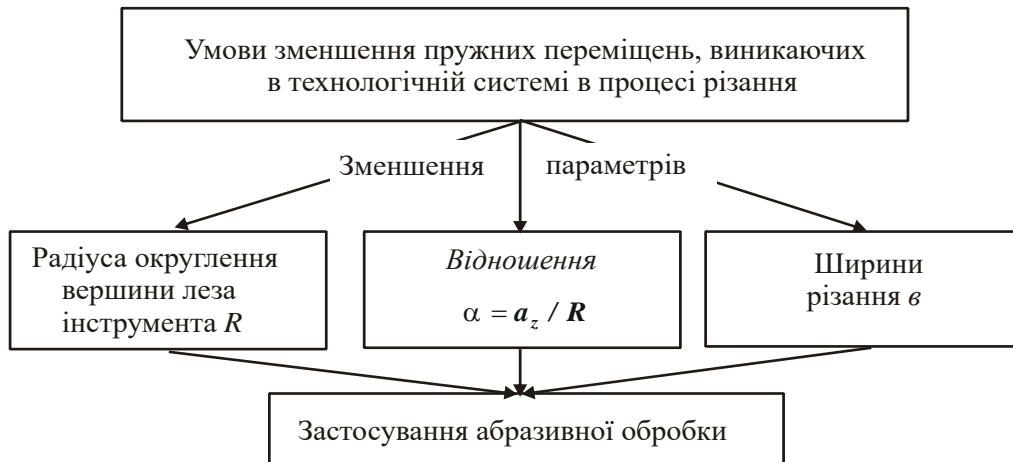 Умови зменшення пружних переміщень, виникаючих
в технологічній системі в процесі різання
Зменшення параметрів
Радіуса округлення
вершини леза
інструмента R
Відношення
α = a_z / R
Ширини
різання в
Застосування абразивної обробки